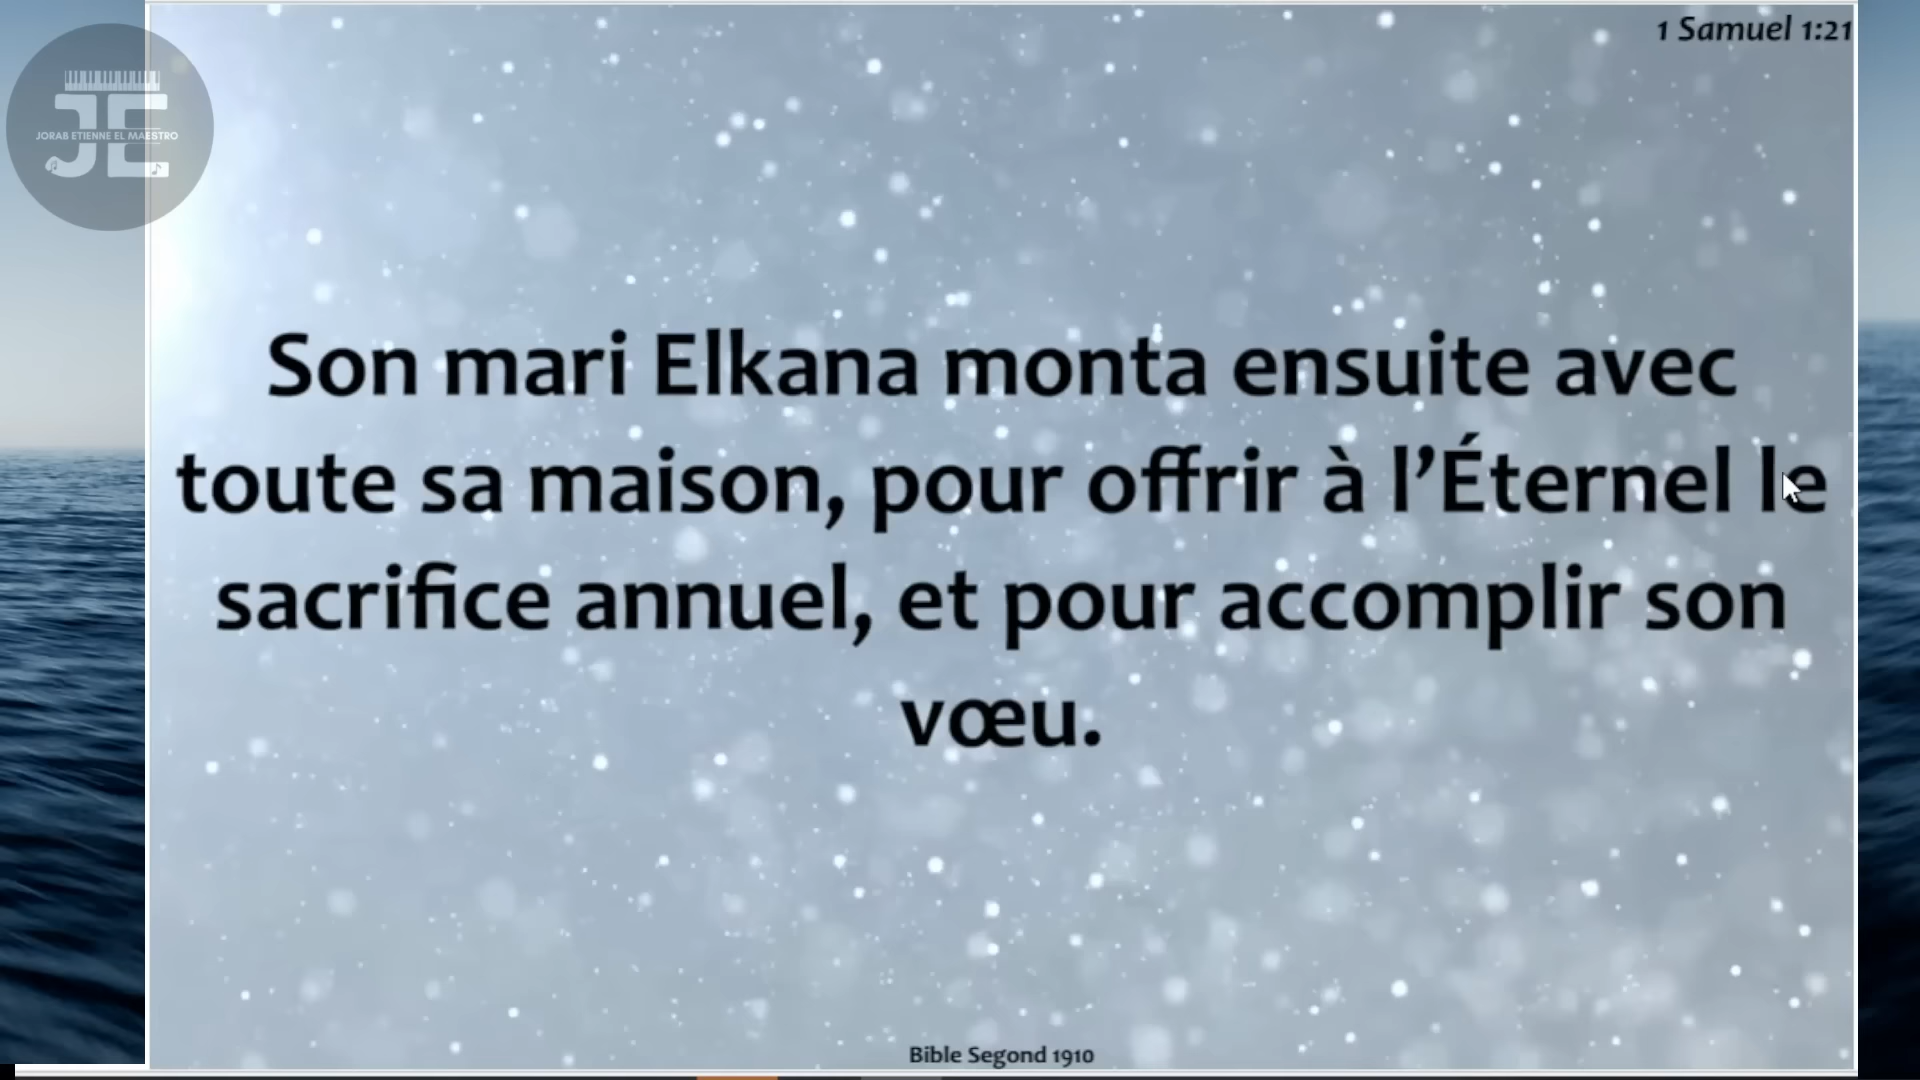 1 Samuel 1:21
JE
JORAB ETIENNE EL MAESTRO
Son mari Elkana monta ensuite avec
toute sa maison, pour offrir à l’Éternel le
sacrifice annuel, et pour accomplir son
vœu.
Bible Segond 1910